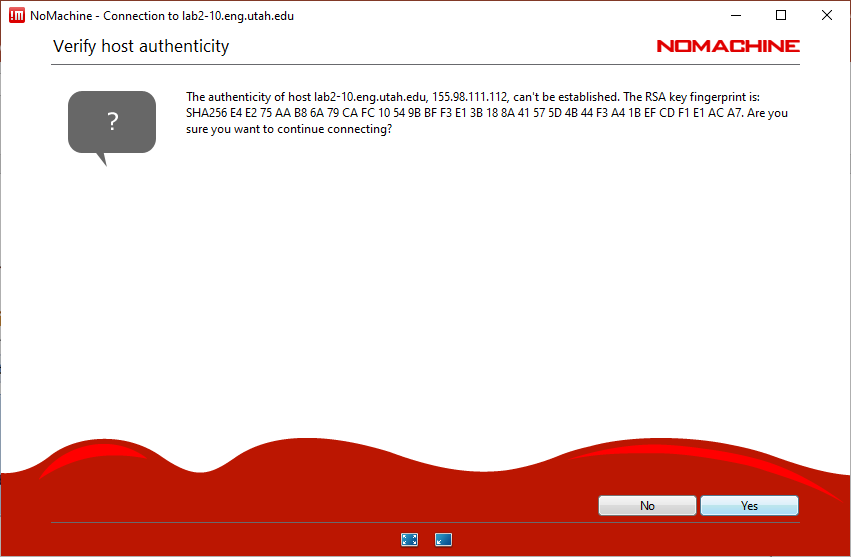 NoMachine - Connection to lab2-10.eng.utah.edu
Verify host authenticity
NOMACHINE
?
The authenticity of host lab2-10.eng.utah.edu, 155.98.111.112, can't be established. The RSA key fingerprint is:
SHA256 E4 E2 75 AA B8 6A 79 CA FC 10 54 9B BF F3 E1 3B 18 8A 41 57 5D 4B 44 F3 A4 1B EF CD F1 E1 AC A7. Are you
sure you want to continue connecting?
No
Yes